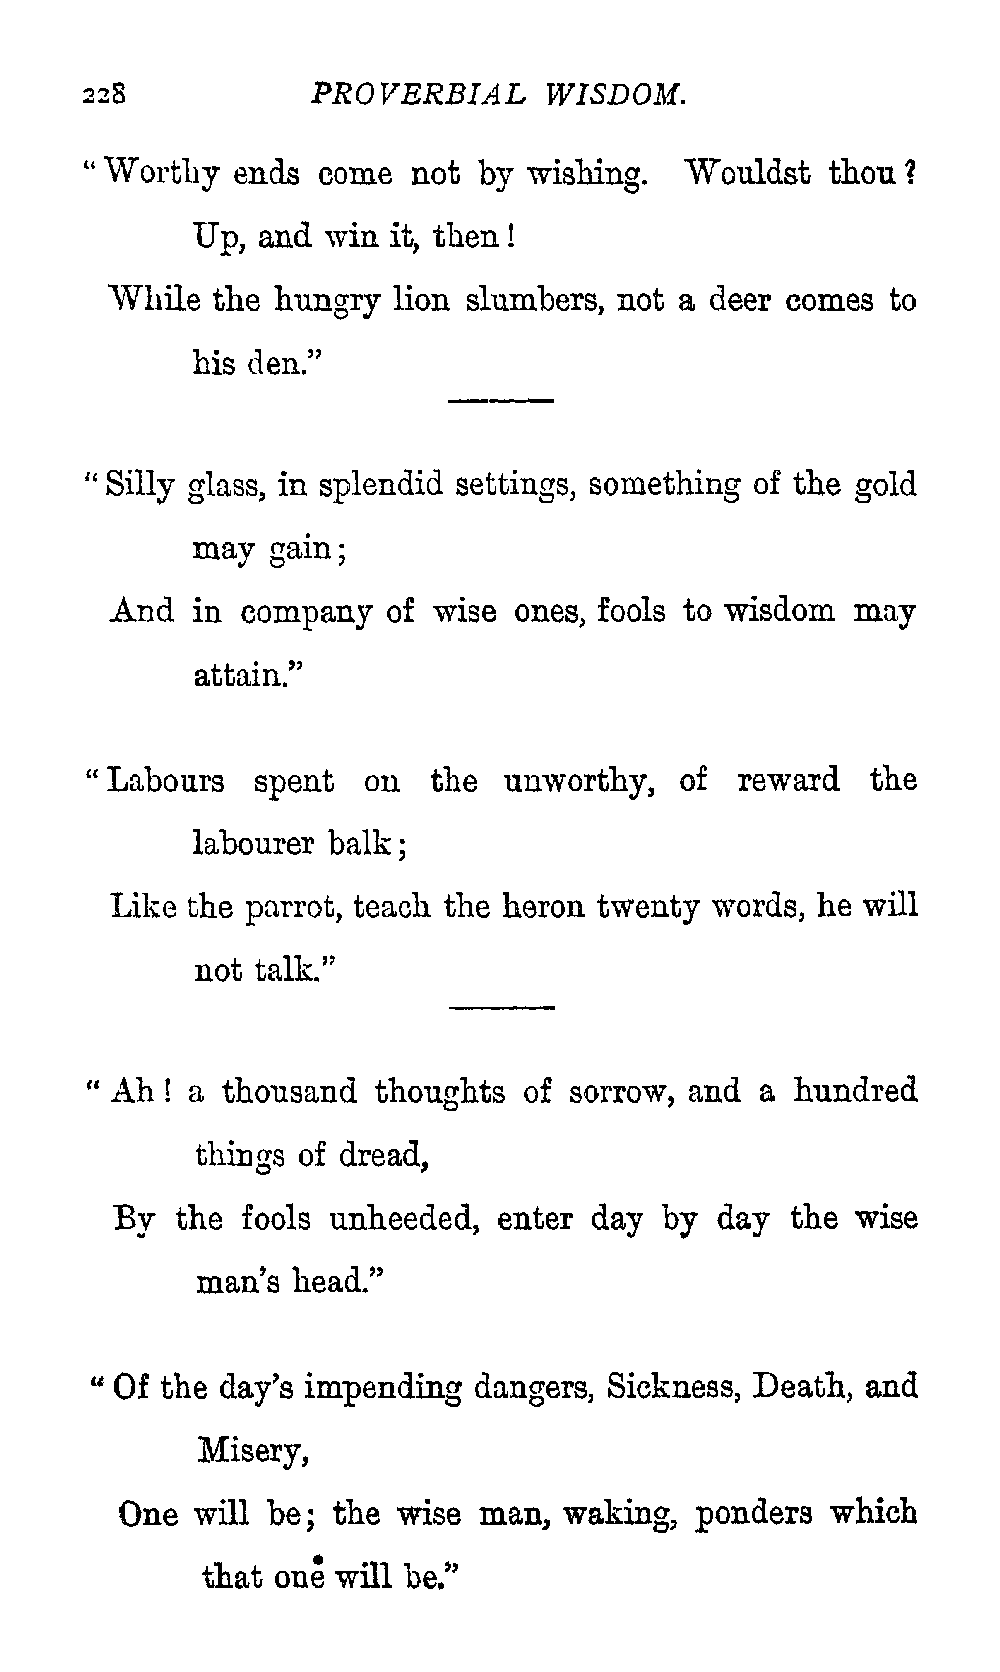 228 PROVERBIAL WISDOM.
"Worthy ends come not by wishing. Wouldst thou?
Up, and win it, then!
While the hungry lion slumbers, not a deer comes to
his den."
"Silly glass, in splendid settings, something of the gold
may gain;
And in company of wise ones, fools to wisdom may
attain."
"Labours spent on the unworthy, of reward the
labourer balk;
Like the parrot, teach the heron twenty words, he will
not talk."
"Ah! a thousand thoughts of sorrow, and a hundred
things of dread,
By the fools unheeded, enter day by day the wise
man's head."
"Of the day's impending dangers, Sickness, Death, and
Misery,
One will be; the wise man, waking, ponders which
that one will be."